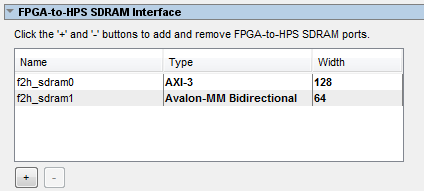 FPGA-to-HPS SDRAM Interface
Click the '+' and '-' buttons to add and remove FPGA-to-HPS SDRAM ports.
Name Type Width
f2h_sdram0 AXI-3 128
f2h_sdram1 Avalon-MM Bidirectional 64
+ -